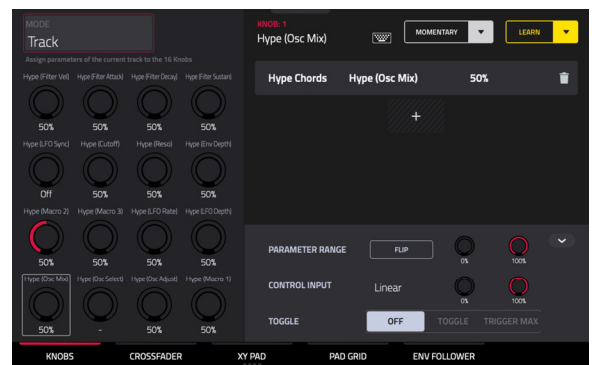 MODE
Track
Assign parameters of the current track to the 16 Knobs
Hype (Filter Vel) Hype (Filter Attack) Hype (Filter Decay) Hype (Filter Sustain)
50% 50% 50% 50%
Hype (LFO Sync) Hype (Cutoff) Hype (Reso) Hype (Env Depth)
Off 50% 50% 50%
Hype (Macro 2) Hype (Macro 3) Hype (LFO Rate) Hype (LFO Depth)
50% 50% 50% 50%
Hype (Osc Mix) Hype (Osc Select) Hype (Osc Adjust) Hype (Macro 1)
50% - 50% 50%
KNOB: 1
Hype (Osc Mix) MOMENTARY LEARN
Hype Chords Hype (Osc Mix) 50%
+
PARAMETER RANGE FLIP 0% 100%
CONTROL INPUT Linear 0% 100%
TOGGLE OFF TOGGLE TRIGGER MAX
KNOBS CROSSFADER XY PAD PAD GRID ENV FOLLOWER